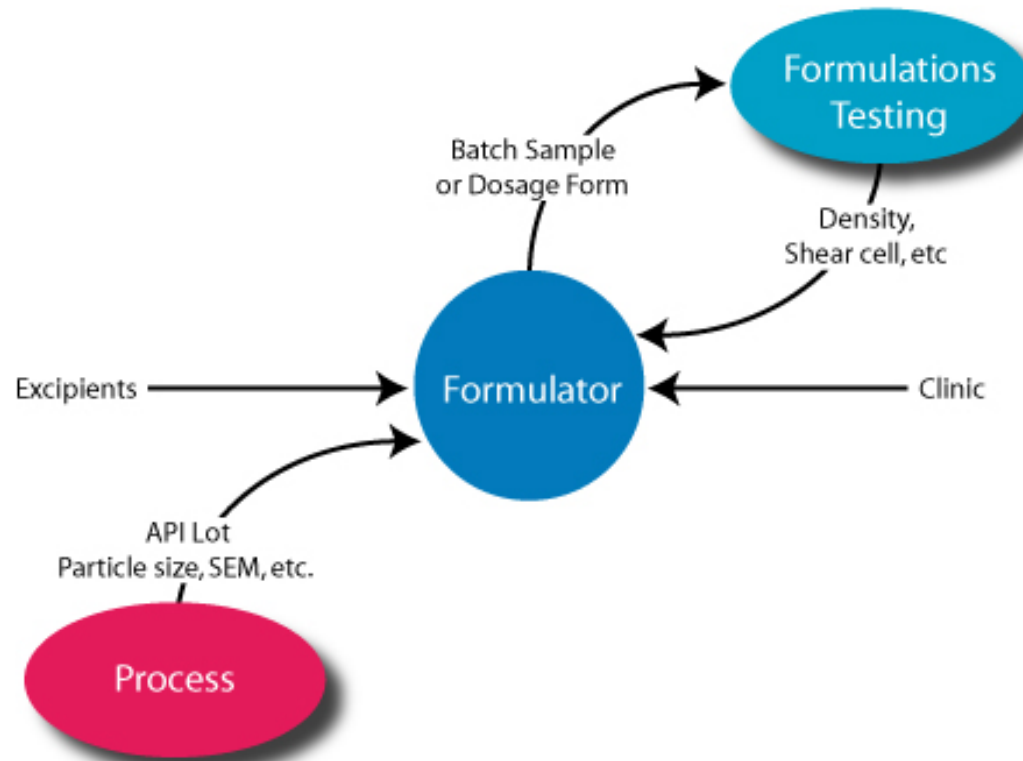 Formulations
Testing
Batch Sample
or Dosage Form
Density,
Shear cell, etc
Excipients
Formulator
Clinic
API Lot
Particle size, SEM, etc.
Process